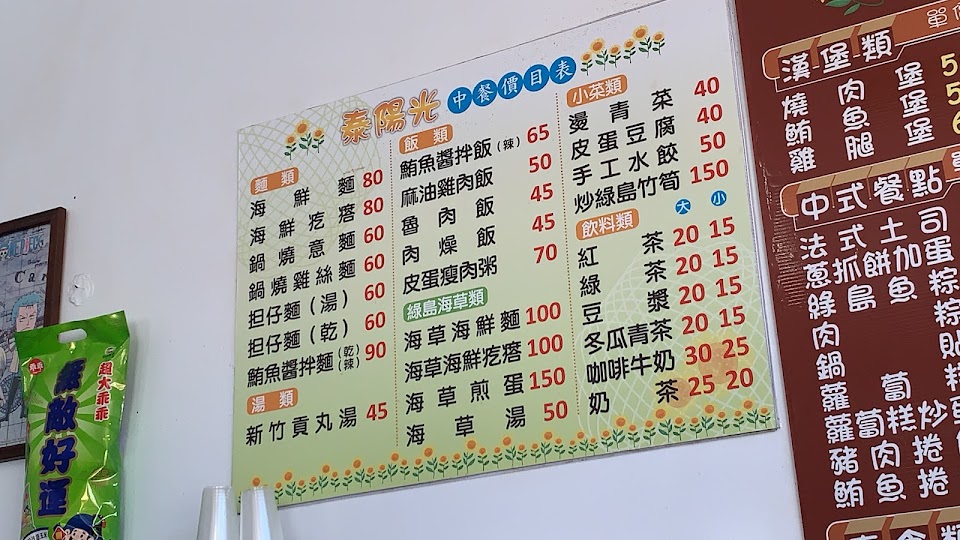 泰陽光 中餐價目表
麵類
海鮮麵 80
海鮮疙瘩 80
鍋燒意麵 60
鍋燒雞絲麵 60
担仔麵(湯) 60
担仔麵(乾) 60
鮪魚醬拌麵(乾辣) 90
湯類
新竹貢丸湯 45
飯類
鮪魚醬拌飯(辣) 65
麻油雞肉飯 50
魯肉飯 45
肉燥飯 45
皮蛋瘦肉粥 70
綠島海草類
海草海鮮麵 100
海草海鮮疙瘩 100
海草煎蛋 150
海草湯 50
小菜類
燙青菜 40
皮蛋豆腐 40
手工水餃 50
炒綠島竹筍 150
飲料類 大 小
紅茶 20 15
綠茶 20 15
豆漿 20 15
冬瓜青茶 20 15
咖啡牛奶 30 25
奶茶 25 20
漢堡類
燒肉堡
鮪魚堡
雞腿堡
中式餐點
法式土司
蔥抓餅加蛋
綠島魚粽
肉粽
鍋貼
蘿蔔糕
蘿蔔糕炒
豬肉捲
鮪魚捲
超大乖乖
無敵好運